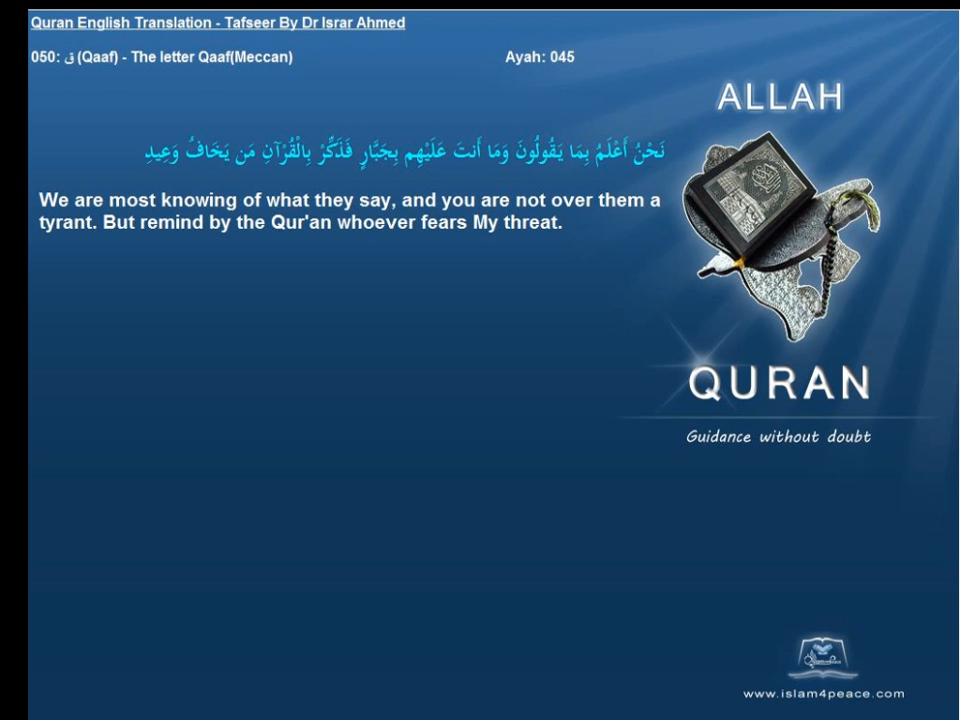 Quran English Translation - Tafseer By Dr Israr Ahmed
050: ق (Qaaf) - The letter Qaaf(Meccan) Ayah: 045
ALLAH
نَحْنُ أَعْلَمُ بِمَا يَقُولُونَ وَمَا أَنتَ عَلَيْهِم بِجَبَّارٍ فَذَكِّرْ بِالْقُرْآنِ مَن يَخَافُ وَعِيدِ
We are most knowing of what they say, and you are not over them a
tyrant. But remind by the Qur'an whoever fears My threat.
QURAN
Guidance without doubt
www.islam4peace.com